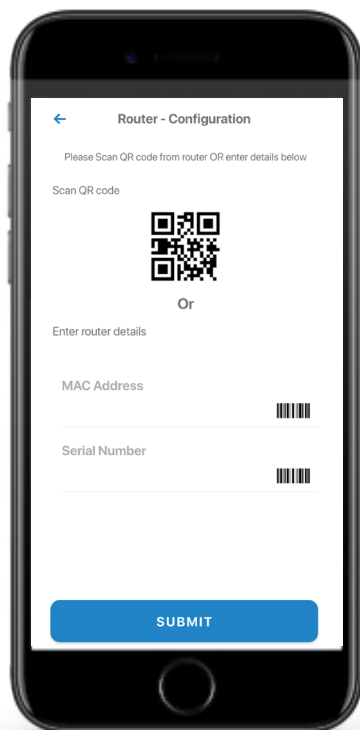 Router - Configuration
Please Scan QR code from router OR enter details below
Scan QR code
Or
Enter router details
MAC Address
Serial Number
SUBMIT